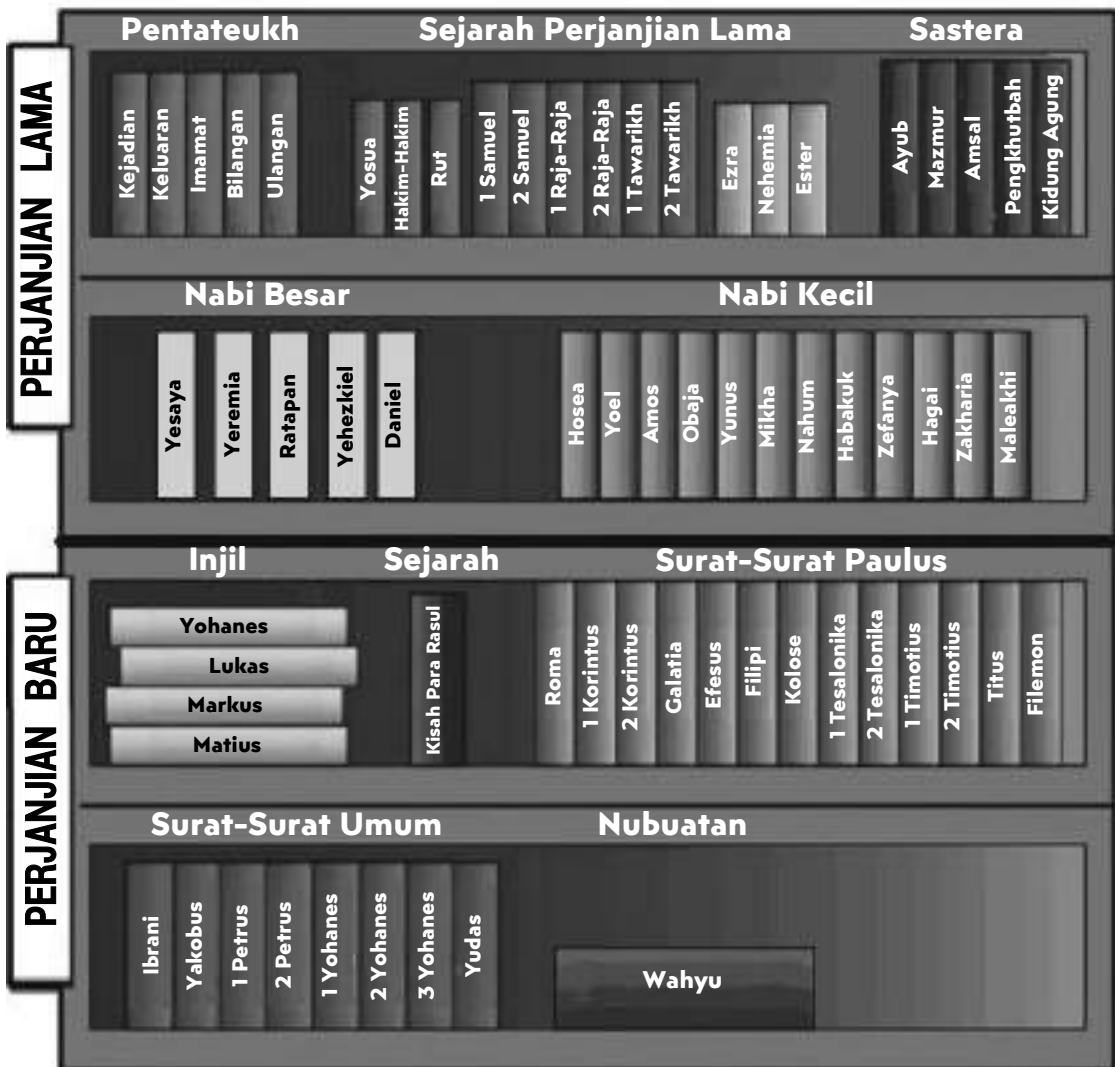 PERJANJIAN LAMA
Pentateukh
Kejadian
Keluaran
Imamat
Bilangan
Ulangan
Sejarah Perjanjian Lama
Yosua
Hakim-Hakim
Rut
1 Samuel
2 Samuel
1 Raja-Raja
2 Raja-Raja
1 Tawarikh
2 Tawarikh
Ezra
Nehemia
Ester
Sastera
Ayub
Mazmur
Amsal
Pengkhutbah
Kidung Agung
Nabi Besar
Yesaya
Yeremia
Ratapan
Yehezkiel
Daniel
Nabi Kecil
Hosea
Yoel
Amos
Obaja
Yunus
Mikha
Nahum
Habakuk
Zefanya
Hagai
Zakharia
Maleakhi
PERJANJIAN BARU
Injil
Yohanes
Lukas
Markus
Matius
Sejarah
Kisah Para Rasul
Surat-Surat Paulus
Roma
1 Korintus
2 Korintus
Galatia
Efesus
Filipi
Kolose
1 Tesalonika
2 Tesalonika
1 Timotius
2 Timotius
Titus
Filemon
Surat-Surat Umum
Ibrani
Yakobus
1 Petrus
2 Petrus
1 Yohanes
2 Yohanes
3 Yohanes
Yudas
Nubuatan
Wahyu